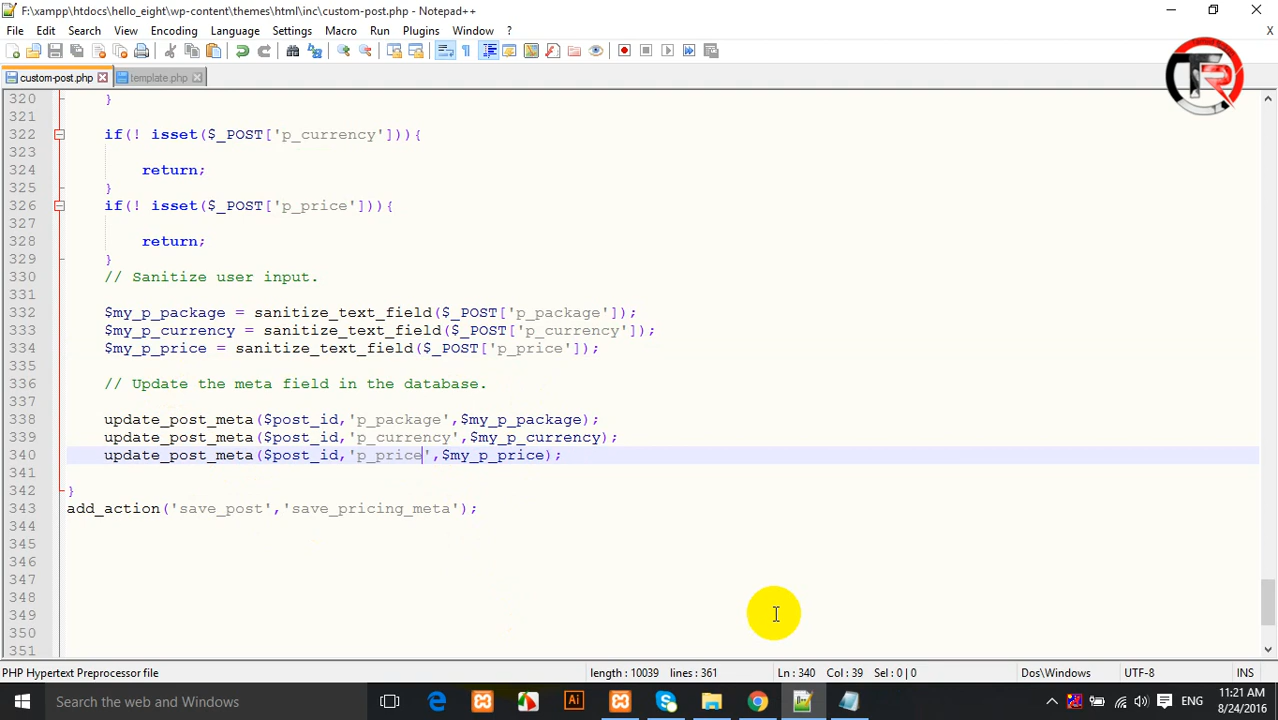 F:\xampp\htdocs\hello_eight\wp-content\themes\html\inc\custom-post.php - Notepad++
File Edit Search View Encoding Language Settings Macro Run Plugins Window ? X
custom-post.php template.php
TR
320 }
321
322 if(! isset($_POST['p_currency'])){
323
324 return;
325 }
326 if(! isset($_POST['p_price'])){
327
328 return;
329 }
330 // Sanitize user input.
331
332 $my_p_package = sanitize_text_field($_POST['p_package']);
333 $my_p_currency = sanitize_text_field($_POST['p_currency']);
334 $my_p_price = sanitize_text_field($_POST['p_price']);
335
336 // Update the meta field in the database.
337
338 update_post_meta($post_id,'p_package',$my_p_package);
339 update_post_meta($post_id,'p_currency',$my_p_currency);
340 update_post_meta($post_id,'p_price',$my_p_price);
341
342 }
343 add_action('save_post','save_pricing_meta');
344
345
346
347
348
349
350
351
PHP Hypertext Preprocessor file length : 10039 lines : 361 Ln : 340 Col : 39 Sel : 0 | 0 Dos\Windows UTF-8 INS
Search the web and Windows Ai ENG 11:21 AM
8/24/2016